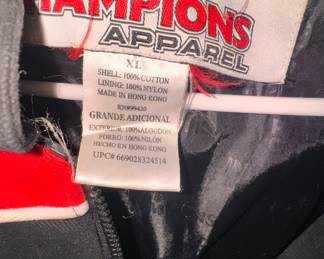 HAMPIONS
APPAREL
XL
SHELL: 100% COTTON
LINING: 100% NYLON
MADE IN HONG KONG
GRANDE ADICIONAL
EXTERIOR: 100% ALGODON
FORRO: 100% NILÓN
HECHO EN HONG KONG
UPC# 669028324514